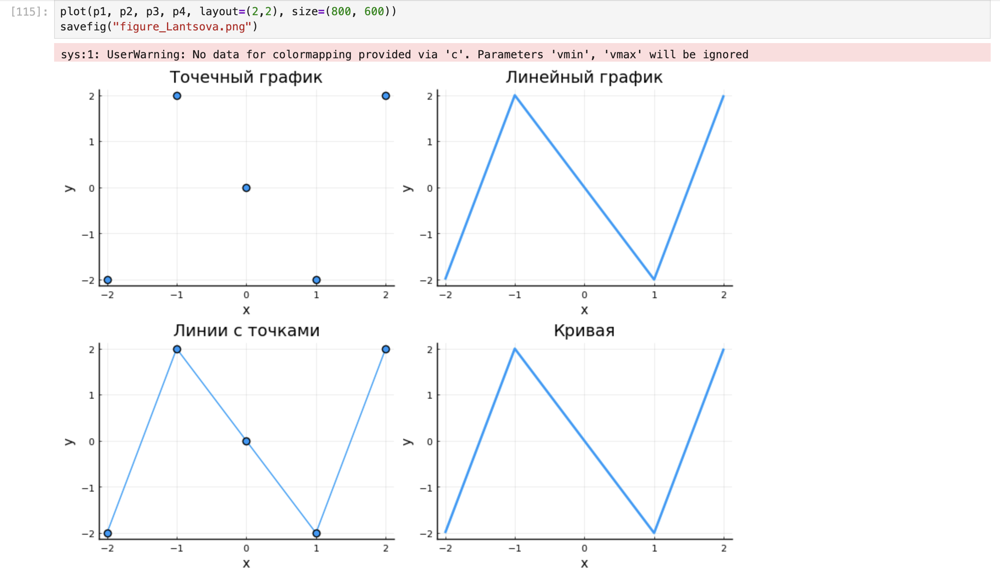 [115]: plot(p1, p2, p3, p4, layout=(2,2), size=(800, 600))
savefig("figure_Lantsova.png")
sys:1: UserWarning: No data for colormapping provided via 'c'. Parameters 'vmin', 'vmax' will be ignored
Точечный график
2
1
0
−1
−2
y
−2 −1 0 1 2
x
Линейный график
2
1
0
−1
−2
y
−2 −1 0 1 2
x
Линии с точками
2
1
0
−1
−2
y
−2 −1 0 1 2
x
Кривая
2
1
0
−1
−2
y
−2 −1 0 1 2
x